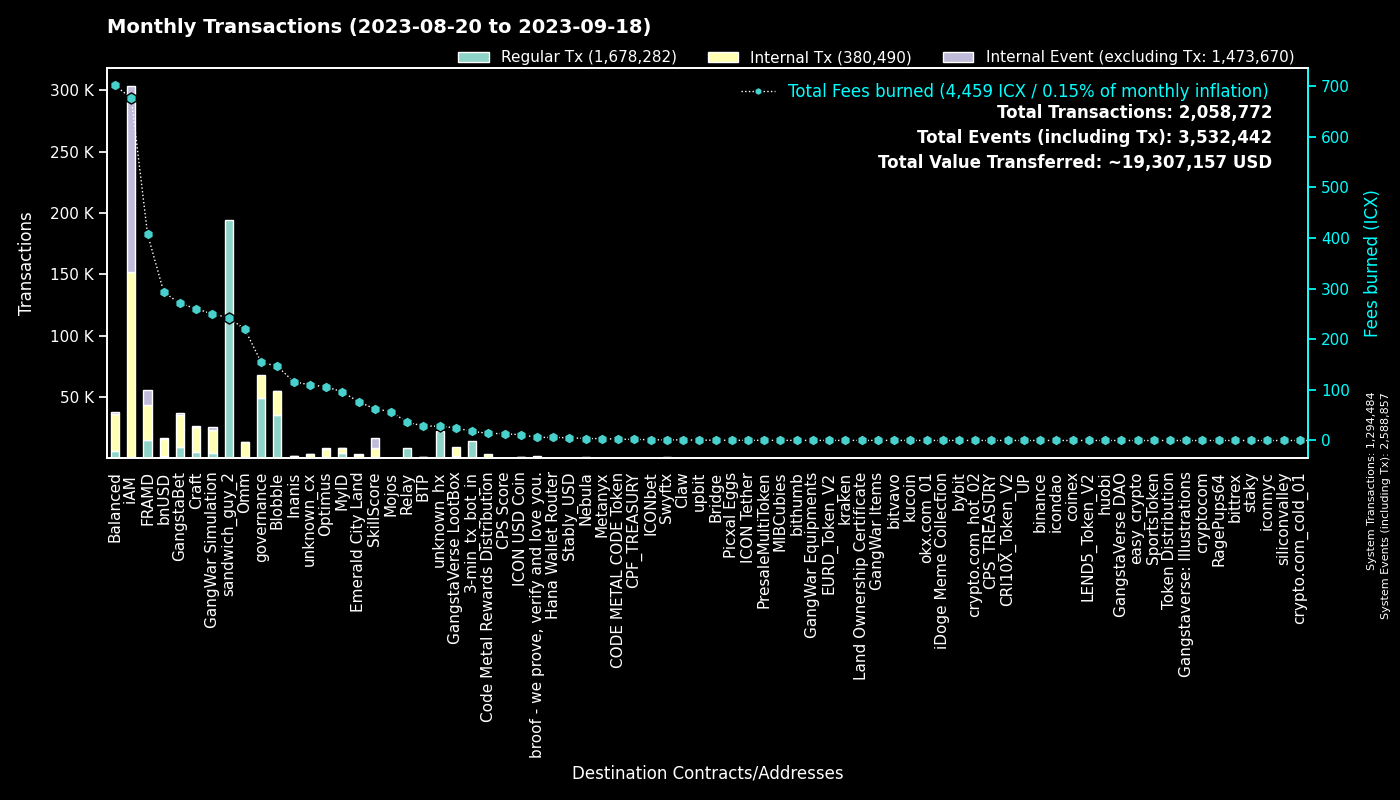 Monthly Transactions (2023-08-20 to 2023-09-18)
Regular Tx (1,678,282)
Internal Tx (380,490)
Internal Event (excluding Tx: 1,473,670)
Total Fees burned (4,459 ICX / 0.15% of monthly inflation)
Total Transactions: 2,058,772
Total Events (including Tx): 3,532,442
Total Value Transferred: ~19,307,157 USD
Transactions
300 K
250 K
200 K
150 K
100 K
50 K
700
600
500
400
300
200
100
0
Fees burned (ICX)
System Transactions: 1,294,484
System Events (including Tx): 2,588,857
Balanced
iAM
FRAMD
bnUSD
GangstaBet
Craft
GangWar Simulation
sandwich_guy_2
Omm
governance
Blobble
Inanis
unknown_cx
Optimus
MyID
Emerald City Land
SkillScore
Mojos
Relay
BTP
unknown_hx
GangstaVerse LootBox
3-min_tx_bot_in
Code Metal Rewards Distribution
CPS Score
ICON USD Coin
broof - we prove, verify and love you.
Hana Wallet Router
Stably_USD
Nebula
Metanyx
CODE METAL CODE Token
CPF_TREASURY
ICONbet
Swyftx
Claw
upbit
Bridge
Picxal Eggs
ICON Tether
PresaleMultiToken
MIBCubies
bithumb
GangWar Equipments
EURD_Token_V2
kraken
Land Ownership Certificate
GangWar Items
bitvavo
kucoin
okx.com_01
iDoge Meme Collection
bybit
crypto.com_hot_02
CPS_TREASURY
CRI10X_Token_V2
UP
binance
icondao
coinex
LEND5_Token_V2
huobi
GangstaVerse DAO
easy_crypto
SportsToken
Token Distribution
Gangstaverse: Illustrations
cryptocom
RagePups64
bittrex
staky
iconnyc
siliconvalley
crypto.com_cold_01
Destination Contracts/Addresses